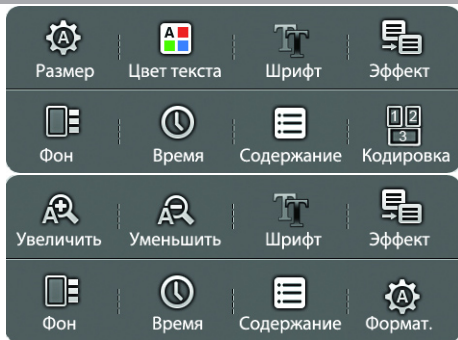 Размер Цвет текста Шрифт Эффект
Фон Время Содержание Кодировка
Увеличить Уменьшить Шрифт Эффект
Фон Время Содержание Формат.